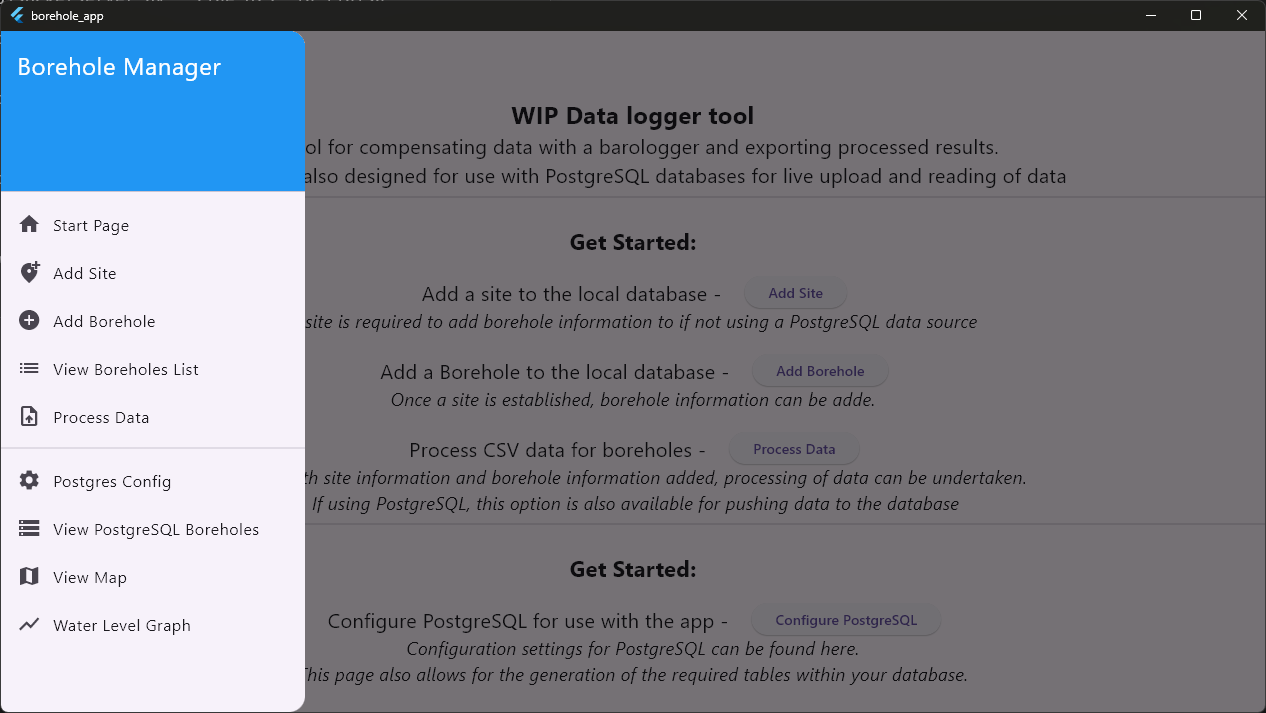 borehole_app
Borehole Manager
Start Page
Add Site
Add Borehole
View Boreholes List
Process Data
Postgres Config
View PostgreSQL Boreholes
View Map
Water Level Graph
WIP Data logger tool
for compensating data with a barologger and exporting processed results.
also designed for use with PostgreSQL databases for live upload and reading of data
Get Started:
Add a site to the local database - Add Site
site is required to add borehole information to if not using a PostgreSQL data source
Add a Borehole to the local database - Add Borehole
Once a site is established, borehole information can be adde.
Process CSV data for boreholes - Process Data
site information and borehole information added, processing of data can be undertaken.
If using PostgreSQL, this option is also available for pushing data to the database
Get Started:
Configure PostgreSQL for use with the app - Configure PostgreSQL
Configuration settings for PostgreSQL can be found here.
This page also allows for the generation of the required tables within your database.